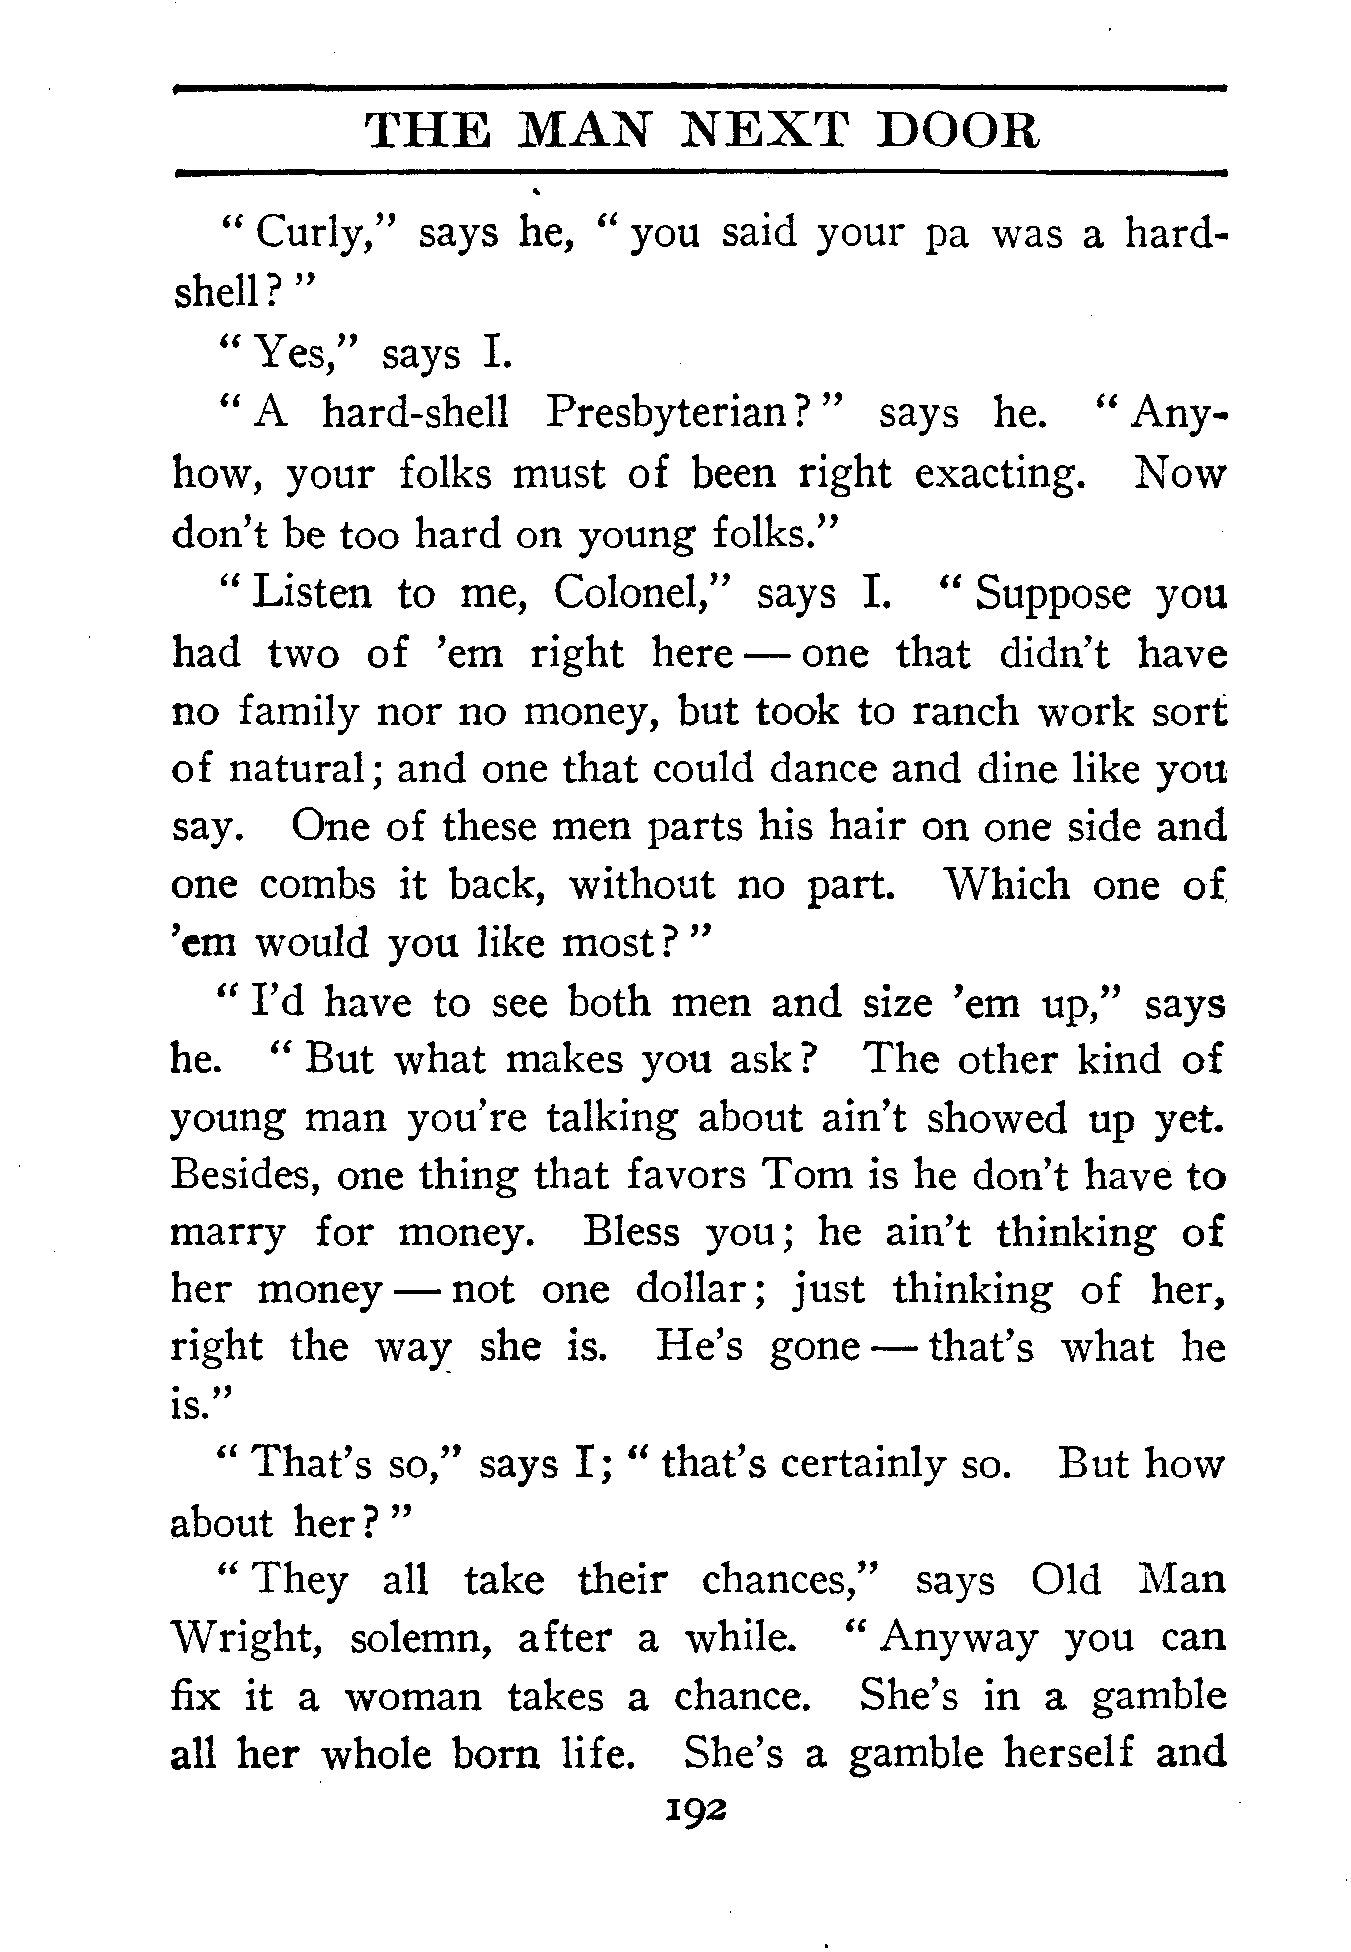 THE MAN NEXT DOOR
“ Curly,” says he, “ you said your pa was a hard-
shell? ”
“ Yes,” says I.
“ A hard-shell Presbyterian? ” says he. “ Any-
how, your folks must of been right exacting. Now
don't be too hard on young folks.”
“ Listen to me, Colonel,” says I. “ Suppose you
had two of ’em right here — one that didn't have
no family nor no money, but took to ranch work sort
of natural; and one that could dance and dine like you
say. One of these men parts his hair on one side and
one combs it back, without no part. Which one of
’em would you like most? ”
“ I'd have to see both men and size ’em up,” says
he. “ But what makes you ask? The other kind of
young man you're talking about ain't showed up yet.
Besides, one thing that favors Tom is he don't have to
marry for money. Bless you; he ain't thinking of
her money — not one dollar; just thinking of her,
right the way she is. He's gone — that's what he
is.”
“ That's so,” says I; “ that's certainly so. But how
about her? ”
“ They all take their chances,” says Old Man
Wright, solemn, after a while. “ Anyway you can
fix it a woman takes a chance. She's in a gamble
all her whole born life. She's a gamble herself and
192